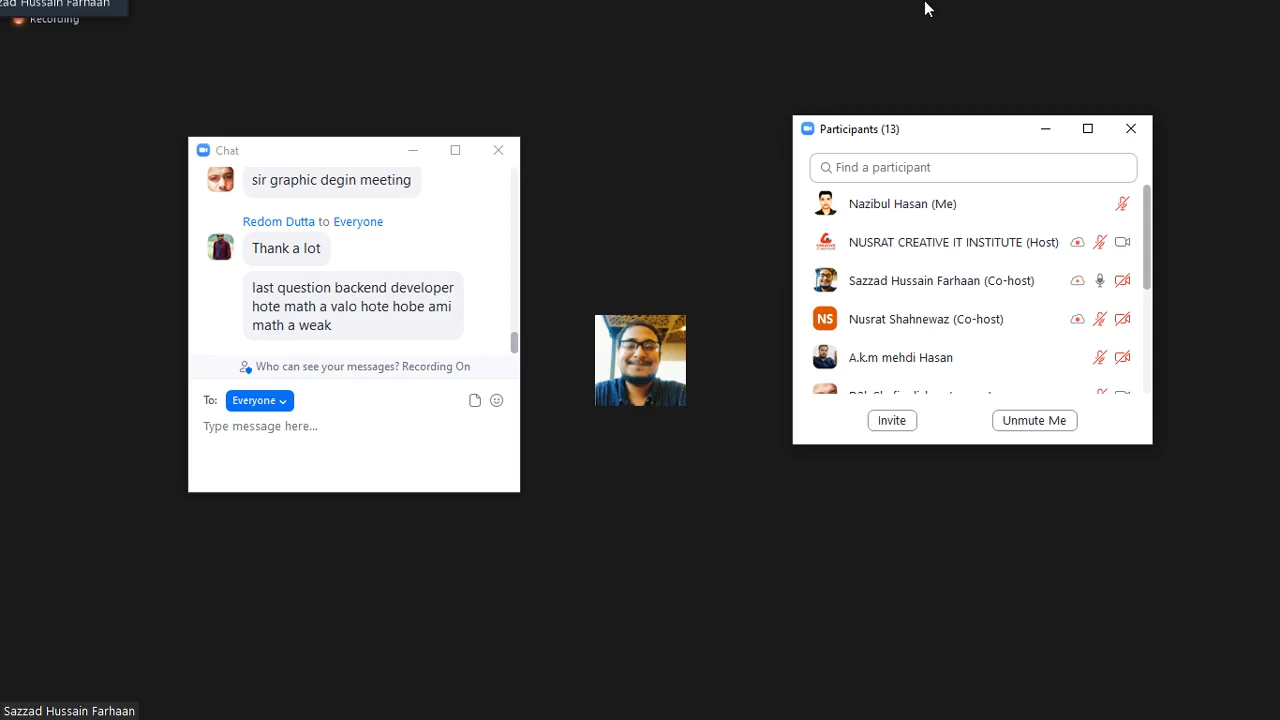 zad Hussain Farhaan
Recording
Chat
sir graphic degin meeting
Redom Dutta to Everyone
Thank a lot
last question backend developer
hote math a valo hote hobe ami
math a weak
Who can see your messages? Recording On
To: Everyone
Type message here...
Participants (13)
Find a participant
Nazibul Hasan (Me)
NUSRAT CREATIVE IT INSTITUTE (Host)
Sazzad Hussain Farhaan (Co-host)
NS Nusrat Shahnewaz (Co-host)
A.k.m mehdi Hasan
Invite
Unmute Me
Sazzad Hussain Farhaan